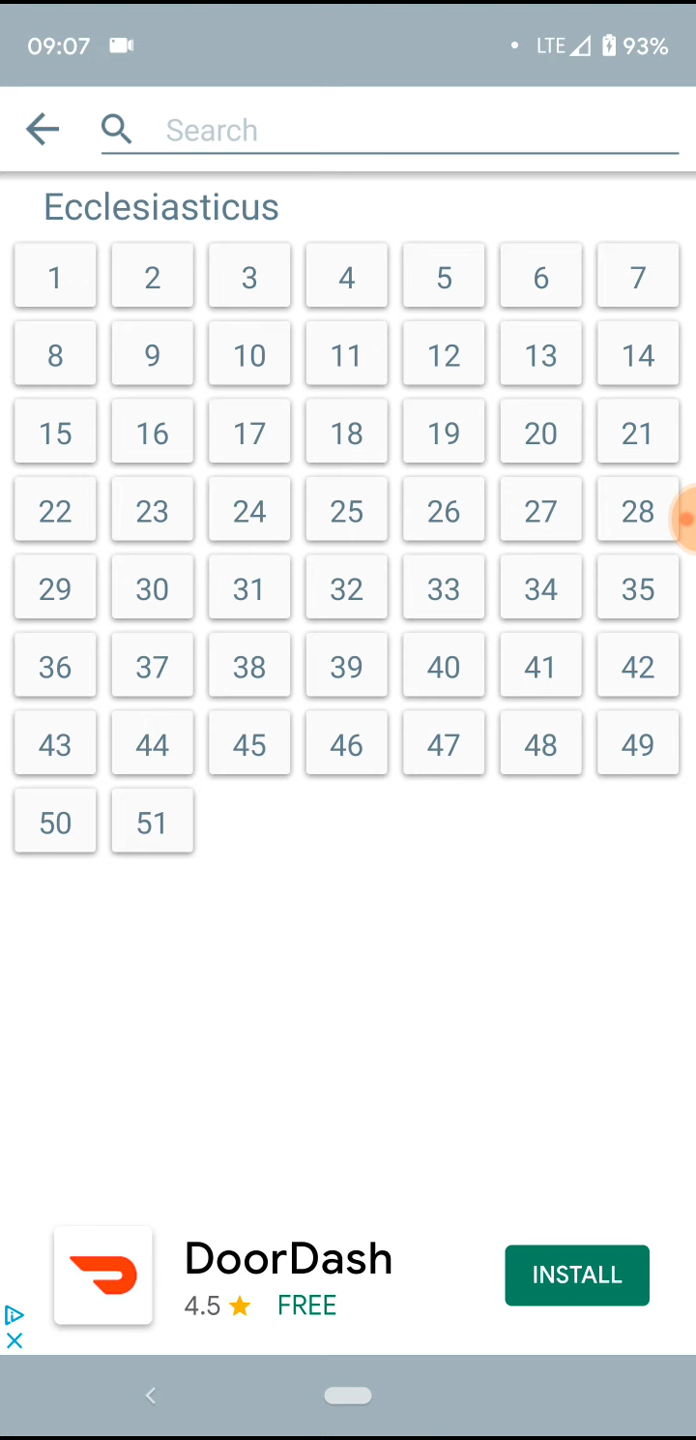 09:07 LTE 93%
Search
Ecclesiasticus
1 2 3 4 5 6 7
8 9 10 11 12 13 14
15 16 17 18 19 20 21
22 23 24 25 26 27 28
29 30 31 32 33 34 35
36 37 38 39 40 41 42
43 44 45 46 47 48 49
50 51
DoorDash
4.5 FREE
INSTALL